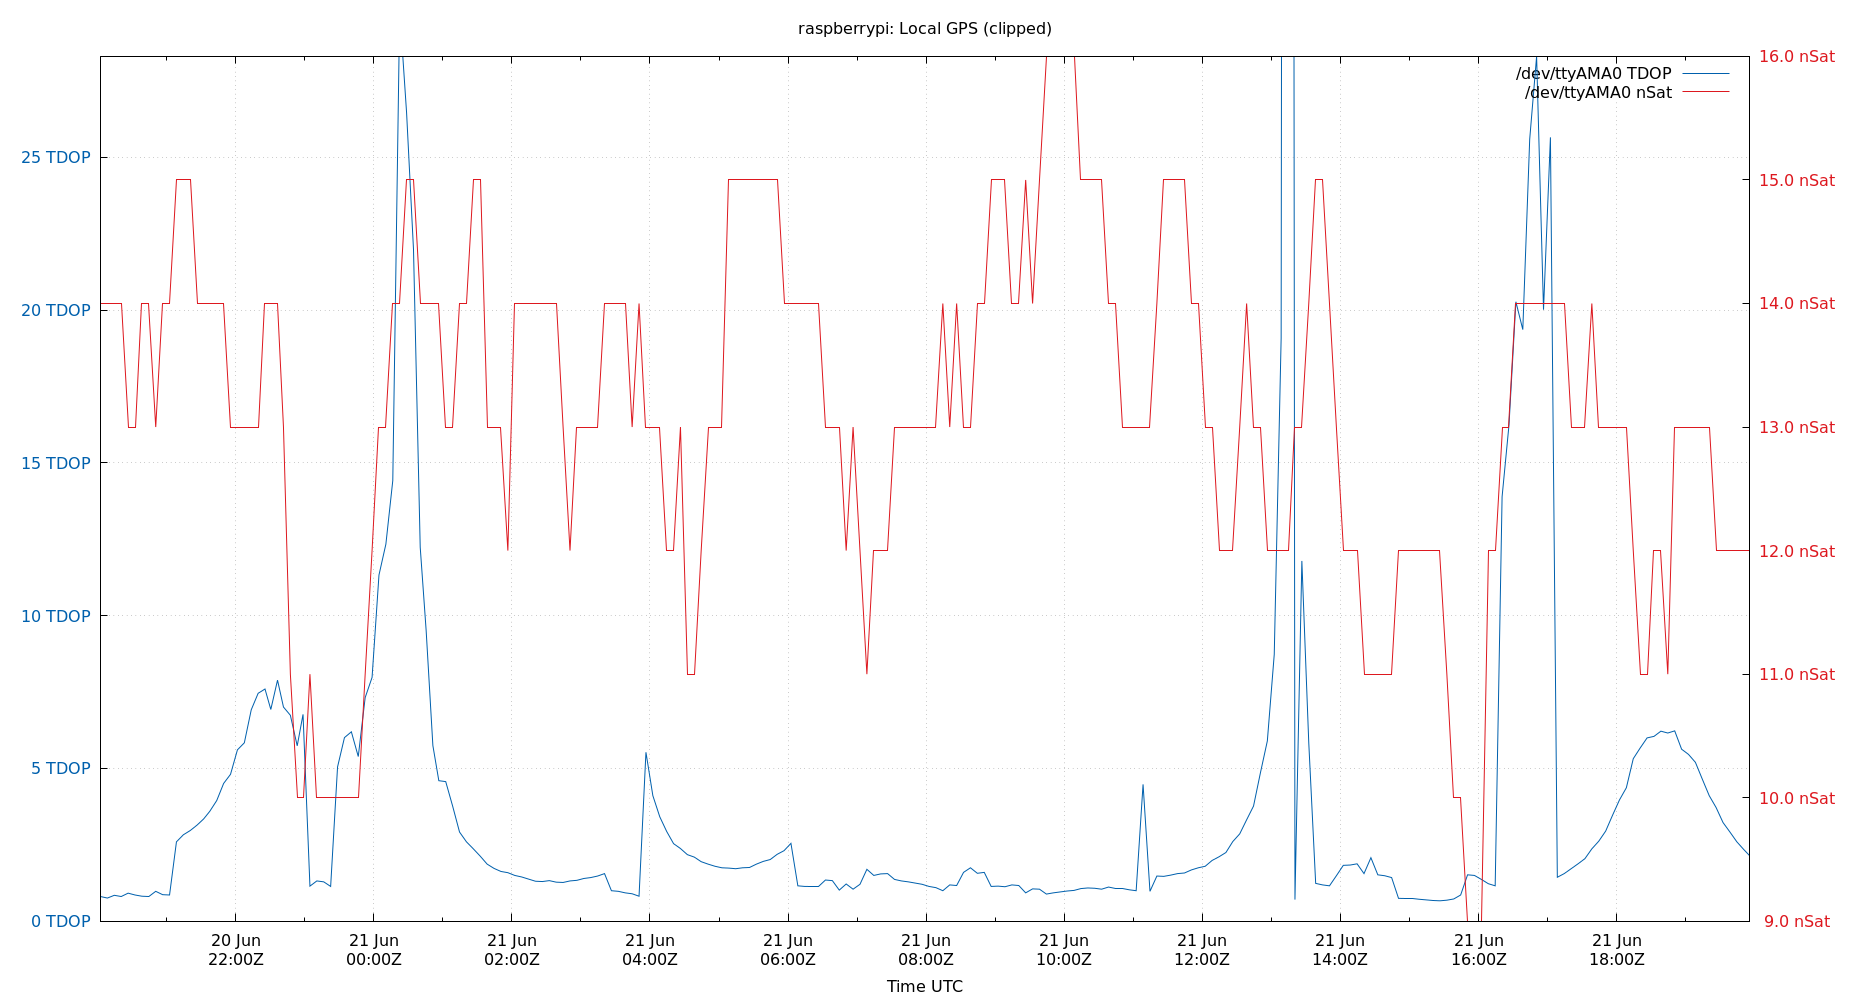 raspberrypi: Local GPS (clipped)
16.0 nSat
/dev/ttyAMA0 TDOP
/dev/ttyAMA0 nSat
25 TDOP
15.0 nSat
20 TDOP
14.0 nSat
13.0 nSat
15 TDOP
12.0 nSat
10 TDOP
11.0 nSat
5 TDOP
10.0 nSat
0 TDOP
9.0 nSat
20 Jun 21 Jun 21 Jun 21 Jun 21 Jun 21 Jun 21 Jun 21 Jun 21 Jun 21 Jun 21 Jun
22:00Z 00:00Z 02:00Z 04:00Z 06:00Z 08:00Z 10:00Z 12:00Z 14:00Z 16:00Z 18:00Z
Time UTC